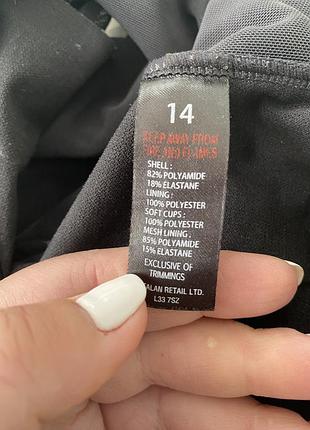 14
KEEP AWAY FROM
FIRE AND FLAMES
SHELL :
82% POLYAMIDE
18% ELASTANE
LINING :
100% POLYESTER
SOFT CUPS :
100% POLYESTER
MESH LINING :
85% POLYAMIDE
15% ELASTANE
EXCLUSIVE OF
TRIMMINGS
ALAN RETAIL LTD.
L33 7SZ